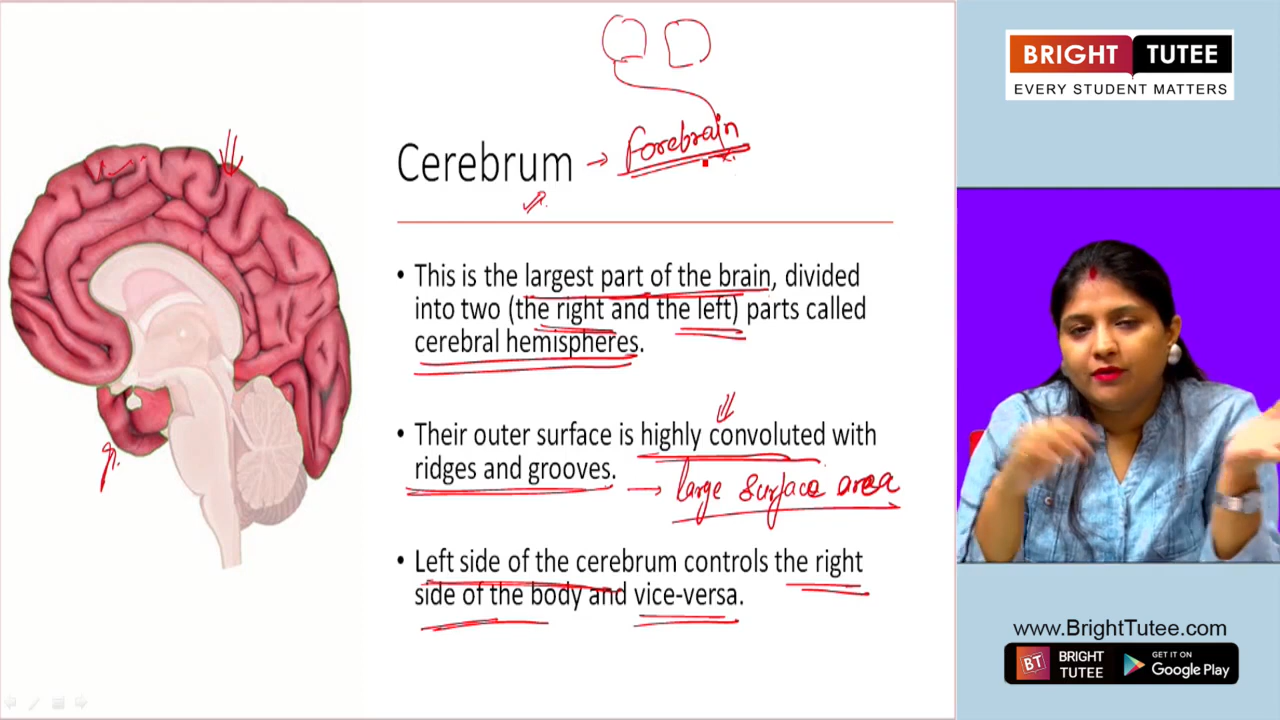 BRIGHT TUTEE
EVERY STUDENT MATTERS
Cerebrum → Forebrain
• This is the largest part of the brain, divided
into two (the right and the left) parts called
cerebral hemispheres.
• Their outer surface is highly convoluted with
ridges and grooves. → large surface area
• Left side of the cerebrum controls the right
side of the body and vice-versa.
www.BrightTutee.com
BT BRIGHT TUTEE
GET IT ON
Google Play